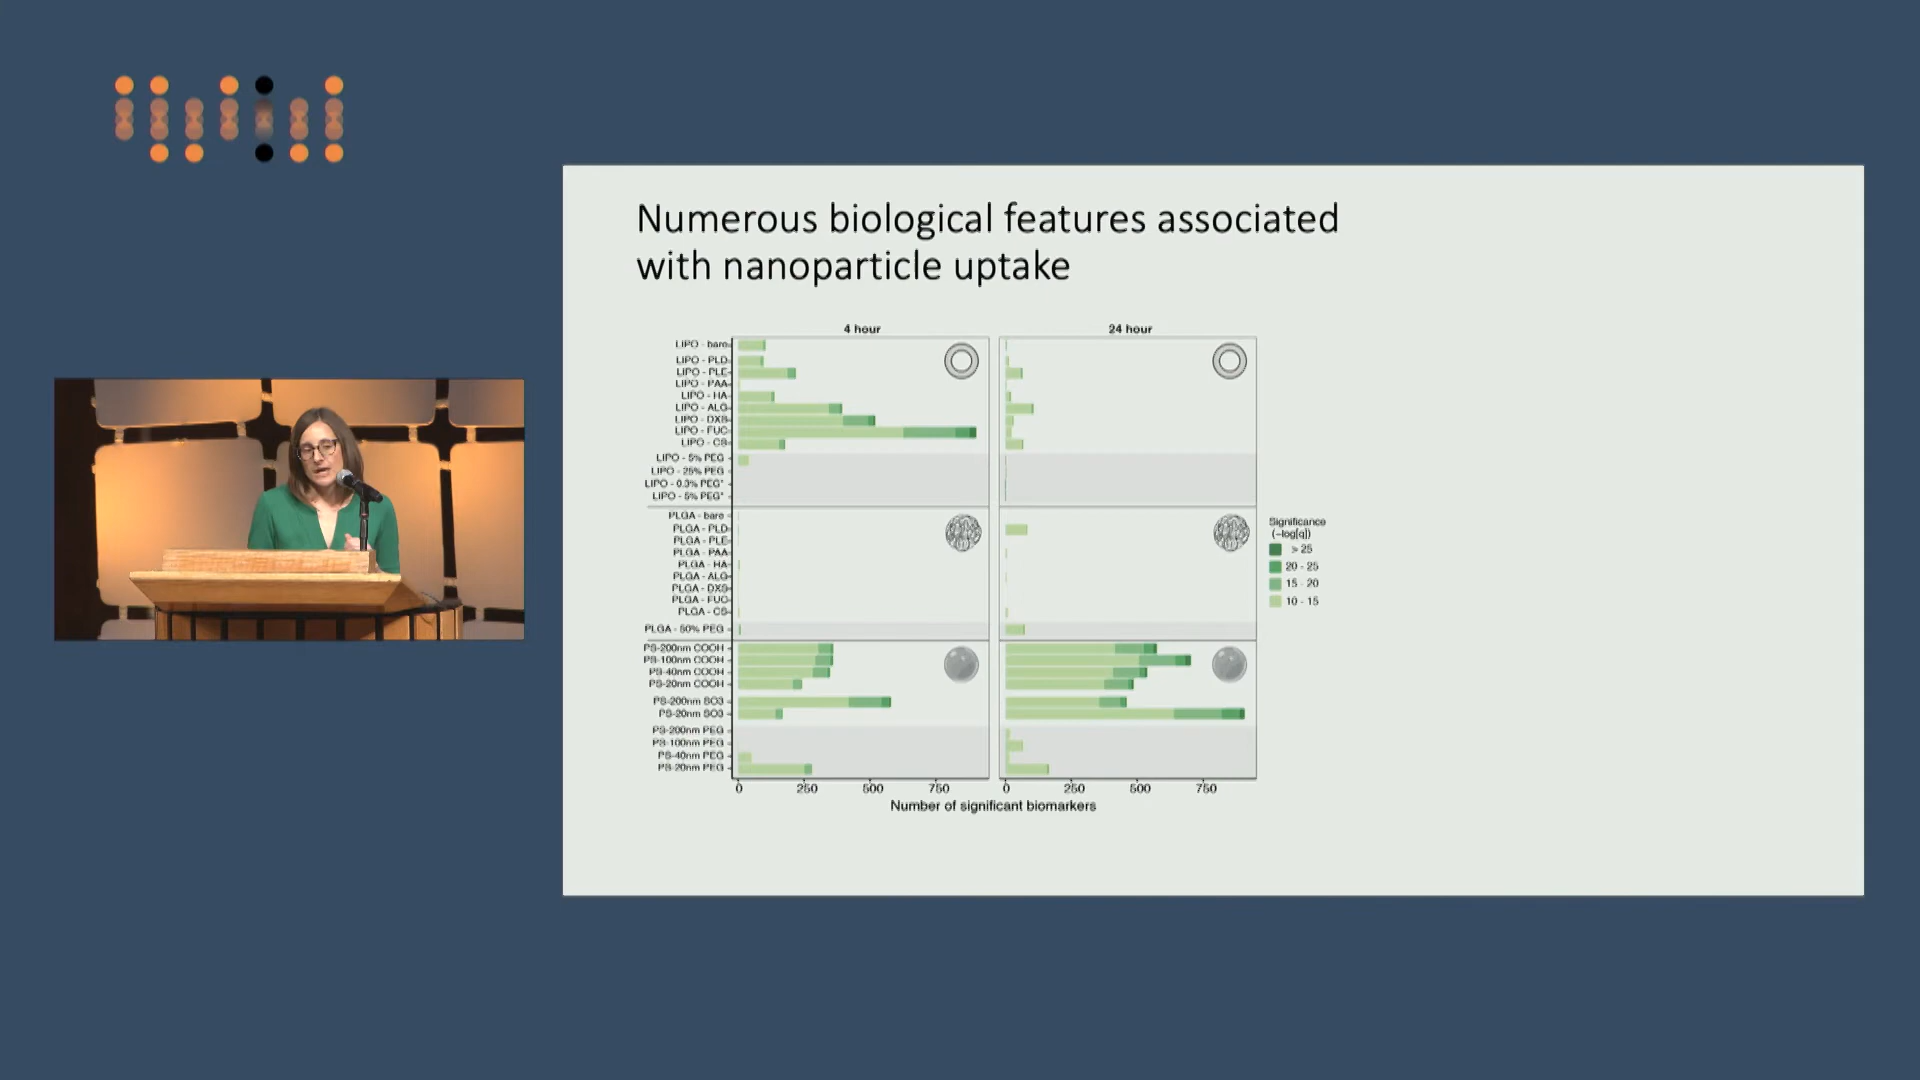 Numerous biological features associated
with nanoparticle uptake
4 hour
24 hour
LIPO - bare
LIPO - PLD
LIPO - PLE
LIPO - PAA
LIPO - HA
LIPO - ALG
LIPO - DXS
LIPO - FUC
LIPO - CS
LIPO - 5% PEG
LIPO - 25% PEG
LIPO - 0.3% PEG*
LIPO - 5% PEG*
PLGA - bare
PLGA - PLD
PLGA - PLE
PLGA - PAA
PLGA - HA
PLGA - ALG
PLGA - DXS
PLGA - FUC
PLGA - CS
PLGA - 50% PEG
PS-200nm COOH
PS-100nm COOH
PS-40nm COOH
PS-20nm COOH
PS-200nm SO3
PS-20nm SO3
PS-200nm PEG
PS-100nm PEG
PS-40nm PEG
PS-20nm PEG
0 250 500 750
0 250 500 750
Number of significant biomarkers
Significance
(-log[q])
> 25
20 - 25
15 - 20
10 - 15